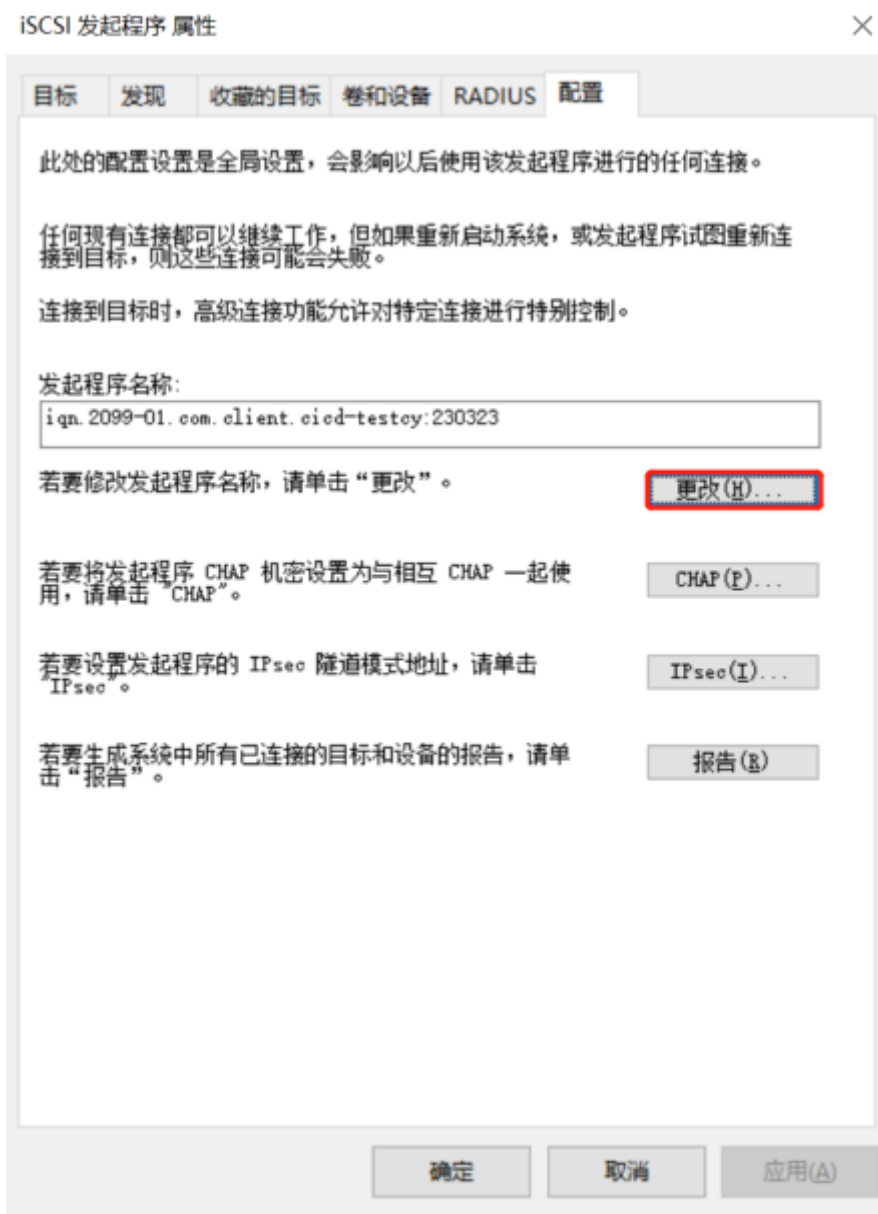 iSCSI 发起程序 属性
目标 发现 收藏的目标 卷和设备 RADIUS 配置
此处的配置设置是全局设置，会影响以后使用该发起程序进行的任何连接。
任何现有连接都可以继续工作，但如果重新启动系统，或发起程序试图重新连
接到目标，则这些连接可能会失败。
连接到目标时，高级连接功能允许对特定连接进行特别控制。
发起程序名称:
iqn.2099-01.com.client.cicd-testcy:230323
若要修改发起程序名称，请单击“更改”。
更改(H)...
若要将发起程序 CHAP 机密设置为与相互 CHAP 一起使
用，请单击 "CHAP"。
CHAP(P)...
若要设置发起程序的 IPsec 隧道模式地址，请单击
"IPsec"。
IPsec(I)...
若要生成系统中所有已连接的目标和设备的报告，请单
击“报告”。
报告(R)
确定 取消 应用(A)